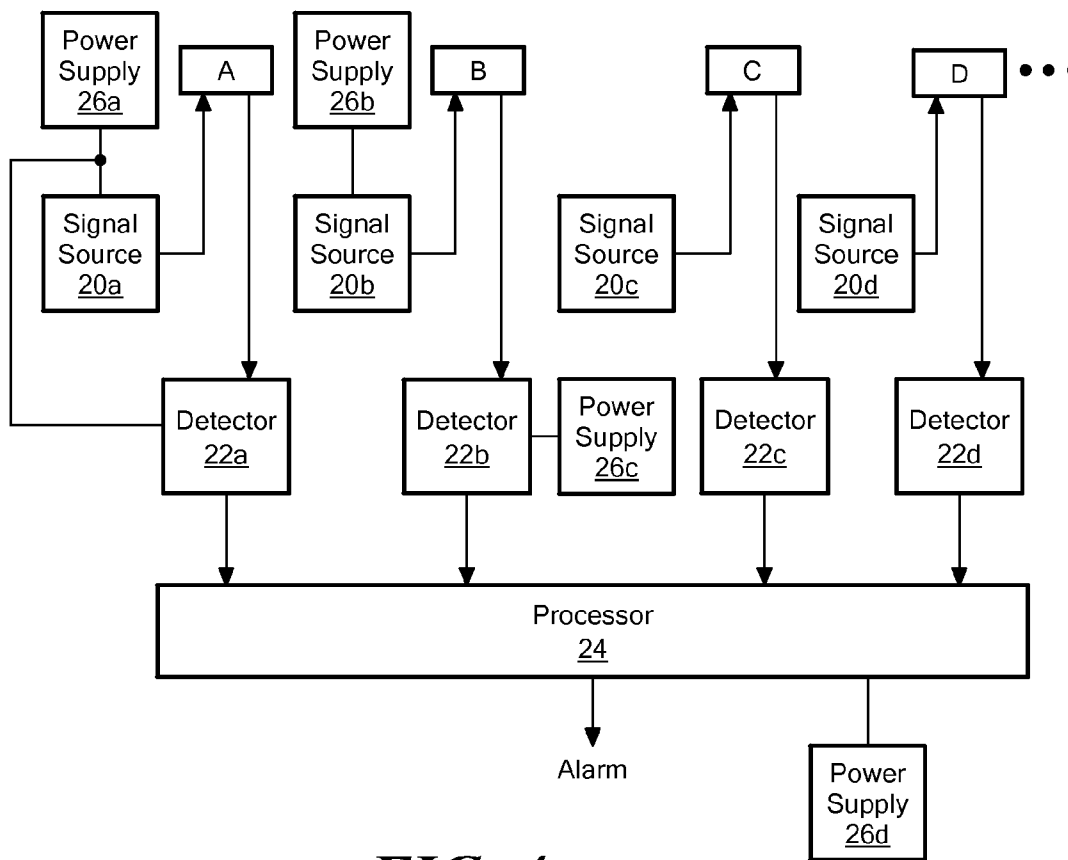 Power
Supply
26a
A
Power
Supply
26b
B
C
D
Signal
Source
20a
Signal
Source
20b
Signal
Source
20c
Signal
Source
20d
Detector
22a
Detector
22b
Power
Supply
26c
Detector
22c
Detector
22d
Processor
24
Alarm
Power
Supply
26d